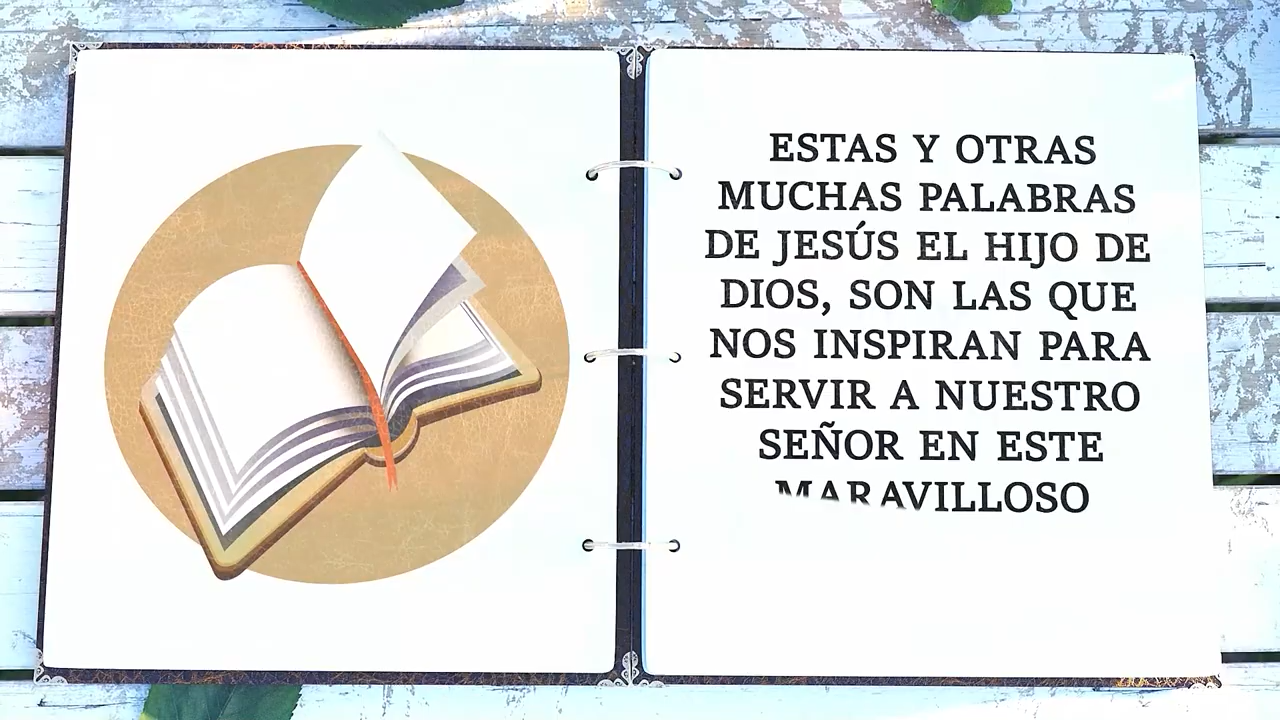 ESTAS Y OTRAS
MUCHAS PALABRAS
DE JESÚS EL HIJO DE
DIOS, SON LAS QUE
NOS INSPIRAN PARA
SERVIR A NUESTRO
SEÑOR EN ESTE
MARAVILLOSO